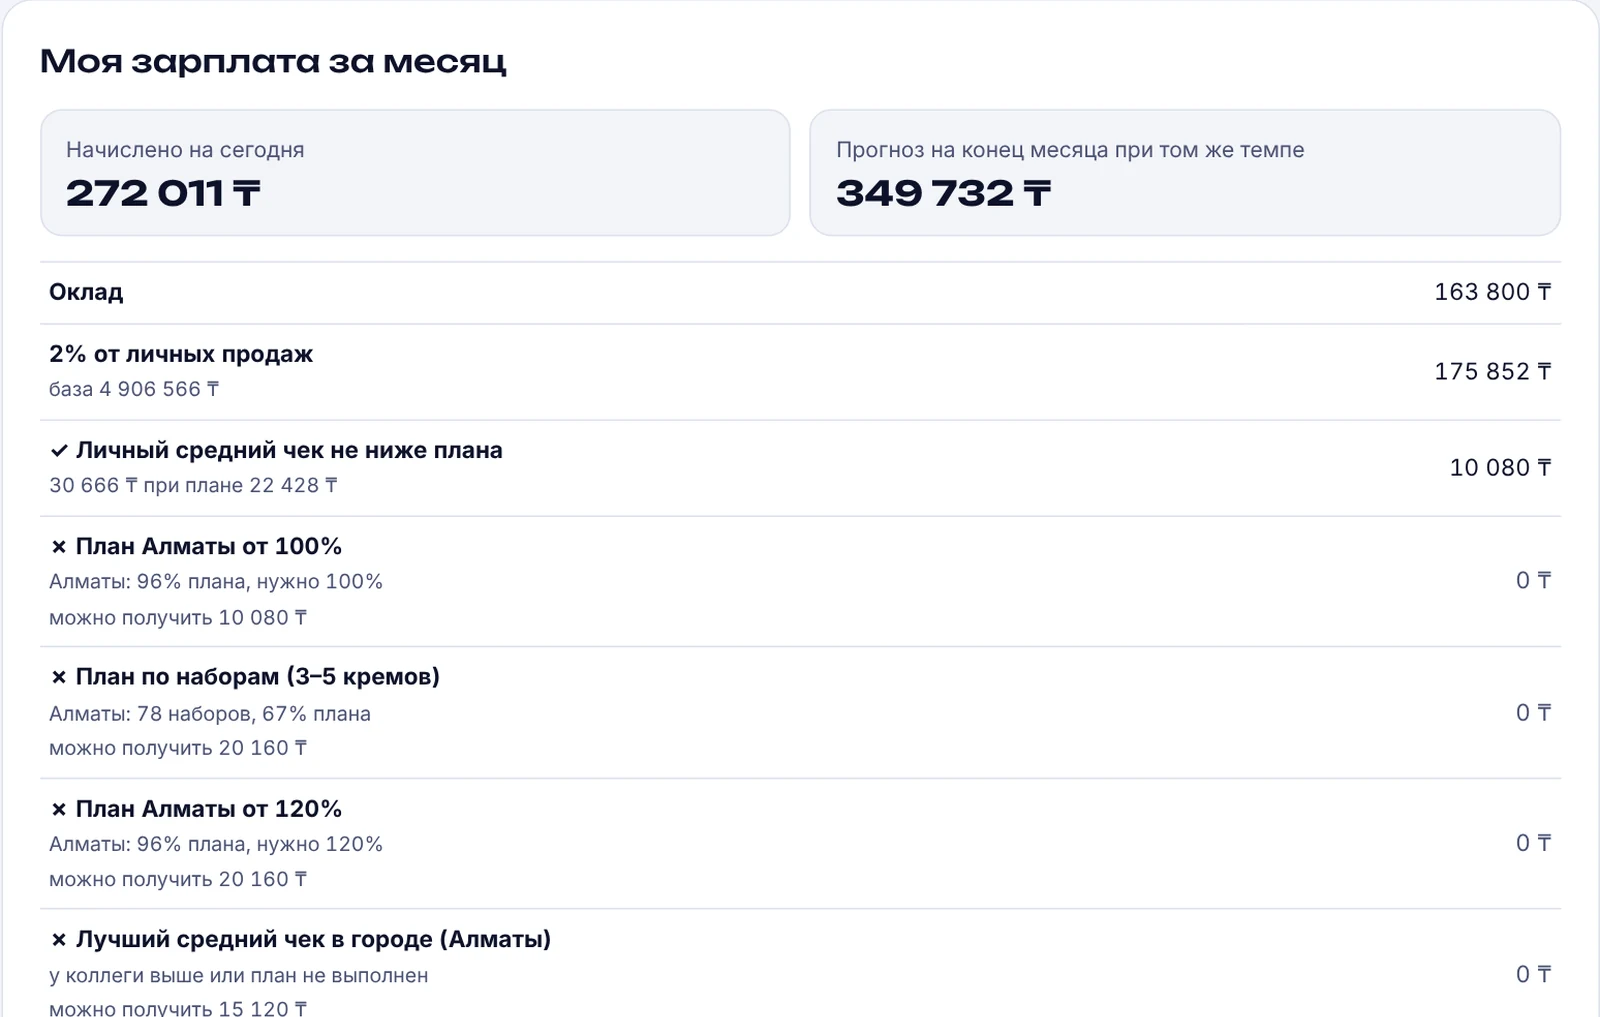 Моя зарплата за месяц
Начислено на сегодня
272 011 ₸
Прогноз на конец месяца при том же темпе
349 732 ₸
Оклад
163 800 ₸
2% от личных продаж
база 4 906 566 ₸
175 852 ₸
✓ Личный средний чек не ниже плана
30 666 ₸ при плане 22 428 ₸
10 080 ₸
× План Алматы от 100%
Алматы: 96% плана, нужно 100%
можно получить 10 080 ₸
0 ₸
× План по наборам (3–5 кремов)
Алматы: 78 наборов, 67% плана
можно получить 20 160 ₸
0 ₸
× План Алматы от 120%
Алматы: 96% плана, нужно 120%
можно получить 20 160 ₸
0 ₸
× Лучший средний чек в городе (Алматы)
у коллеги выше или план не выполнен
можно получить 15 120 ₸
0 ₸